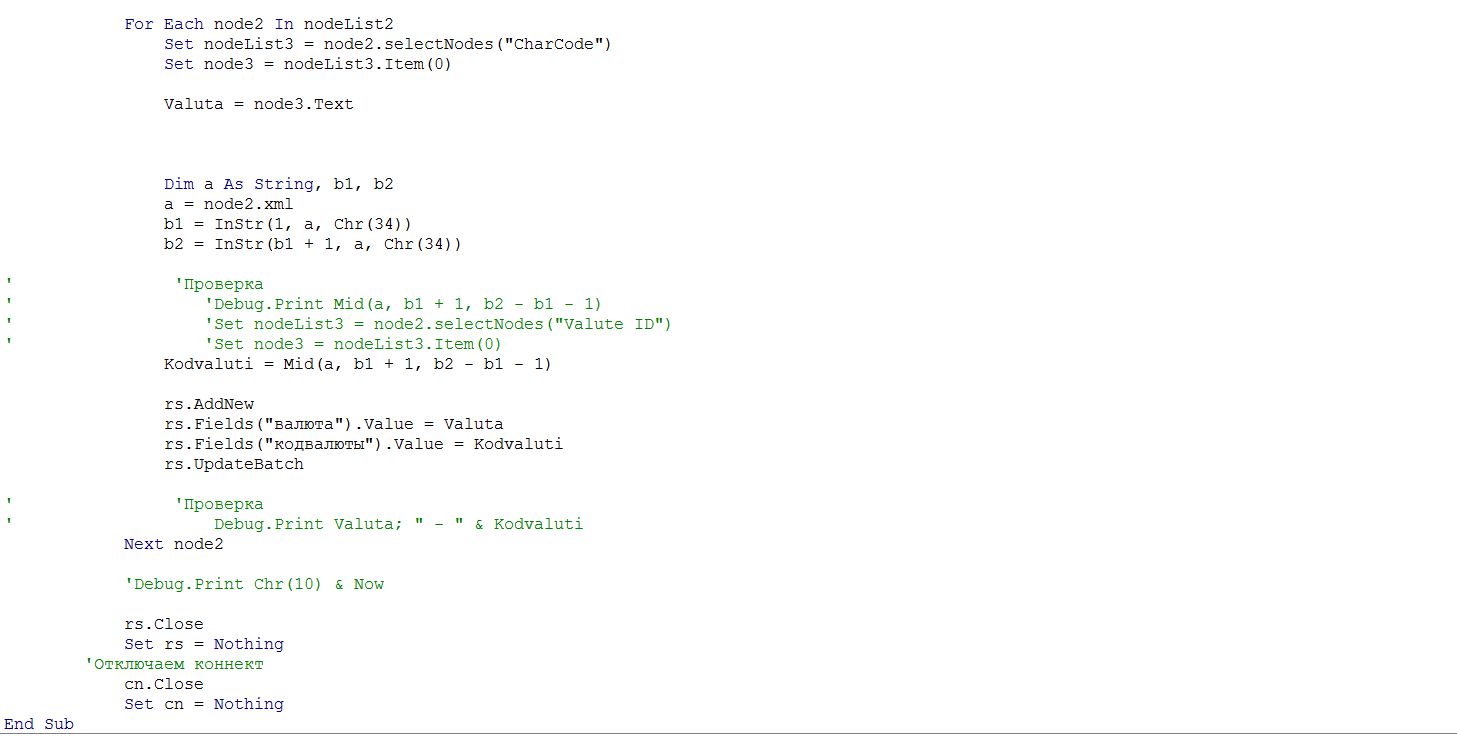 For Each node2 In nodeList2
Set nodeList3 = node2.selectNodes("CharCode")
Set node3 = nodeList3.Item(0)
Valuta = node3.Text
Dim a As String, b1, b2
a = node2.xml
b1 = InStr(1, a, Chr(34))
b2 = InStr(b1 + 1, a, Chr(34))
' 'Проверка
' 'Debug.Print Mid(a, b1 + 1, b2 - b1 - 1)
' 'Set nodeList3 = node2.selectNodes("Valute ID")
' 'Set node3 = nodeList3.Item(0)
Kodvaluti = Mid(a, b1 + 1, b2 - b1 - 1)
rs.AddNew
rs.Fields("валюта").Value = Valuta
rs.Fields("кодвалюты").Value = Kodvaluti
rs.UpdateBatch
' 'Проверка
' Debug.Print Valuta; " - " & Kodvaluti
Next node2
'Debug.Print Chr(10) & Now
rs.Close
Set rs = Nothing
'Отключаем коннект
cn.Close
Set cn = Nothing
End Sub